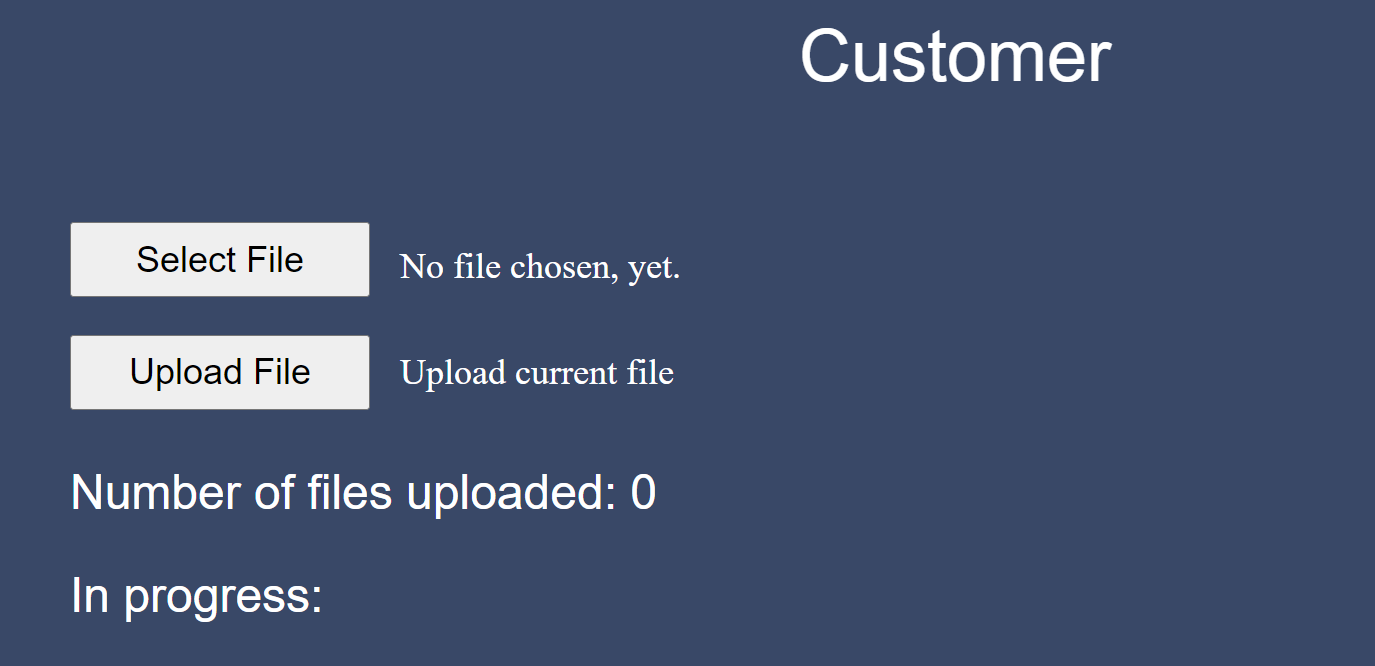 Customer
Select File
No file chosen, yet.
Upload File
Upload current file
Number of files uploaded: 0
In progress: